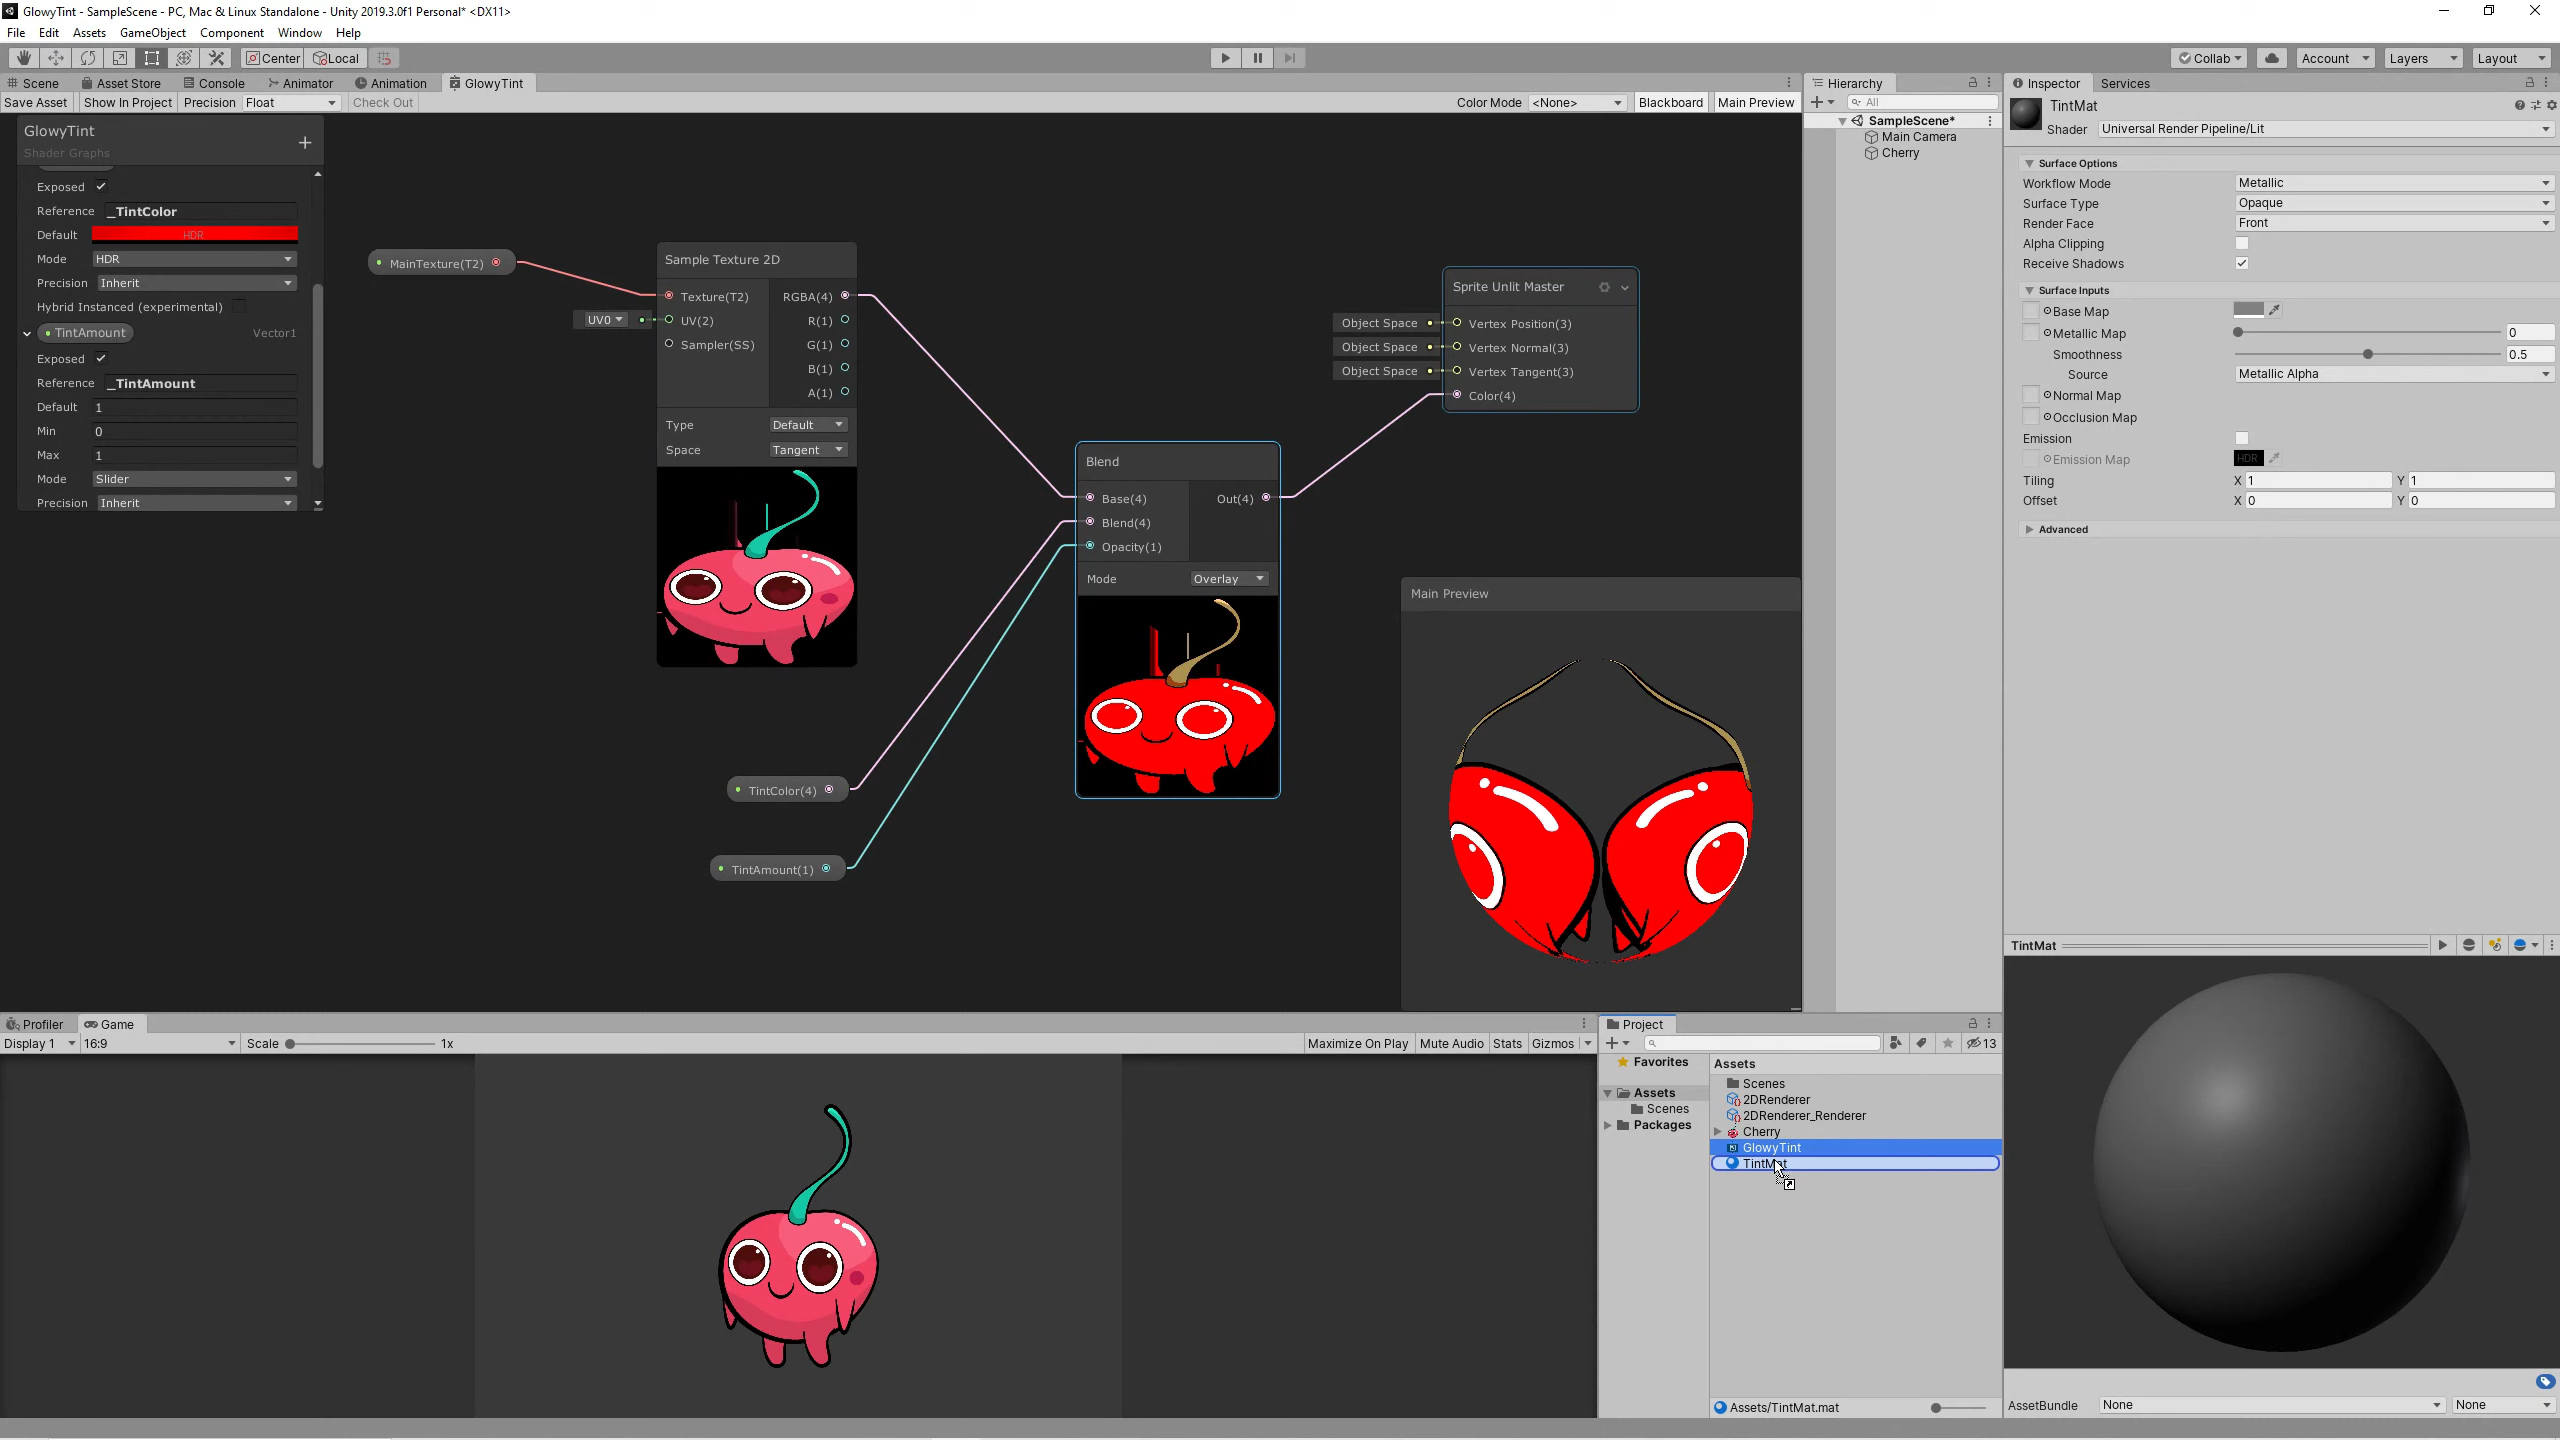 GlowyTint - SampleScene - PC, Mac & Linux Standalone - Unity 2019.3.0f1 Personal* <DX11>
File Edit Assets GameObject Component Window Help
Center Local Collab Account Layers Layout
Scene Asset Store Console Animator Animation GlowyTint
Save Asset Show In Project Precision Float Check Out Color Mode <None> Blackboard Main Preview
GlowyTint
Shader Graphs
Exposed
Reference _TintColor
Default HDR
Mode HDR
Precision Inherit
Hybrid Instanced (experimental)
TintAmount Vector1
Exposed
Reference _TintAmount
Default 1
Min 0
Max 1
Mode Slider
Precision Inherit
MainTexture(T2)
Sample Texture 2D
Texture(T2) RGBA(4)
UV0 UV(2) R(1)
Sampler(SS) G(1)
B(1)
A(1)
Type Default
Space Tangent
TintColor(4)
TintAmount(1)
Blend
Base(4) Out(4)
Blend(4)
Opacity(1)
Mode Overlay
Sprite Unlit Master
Object Space Vertex Position(3)
Object Space Vertex Normal(3)
Object Space Vertex Tangent(3)
Color(4)
Main Preview
Hierarchy
All
SampleScene*
Main Camera
Cherry
Inspector Services
TintMat
Shader Universal Render Pipeline/Lit
Surface Options
Workflow Mode Metallic
Surface Type Opaque
Render Face Front
Alpha Clipping
Receive Shadows
Surface Inputs
Base Map
Metallic Map 0
Smoothness 0.5
Source Metallic Alpha
Normal Map
Occlusion Map
Emission
Emission Map HDR
Tiling X 1 Y 1
Offset X 0 Y 0
Advanced
TintMat
AssetBundle None None
Profiler Game
Display 1 16:9 Scale 1x Maximize On Play Mute Audio Stats Gizmos
Project
13
Favorites
Assets
Scenes
Packages
Assets
Scenes
2DRenderer
2DRenderer_Renderer
Cherry
GlowyTint
TintMat
Assets/TintMat.mat